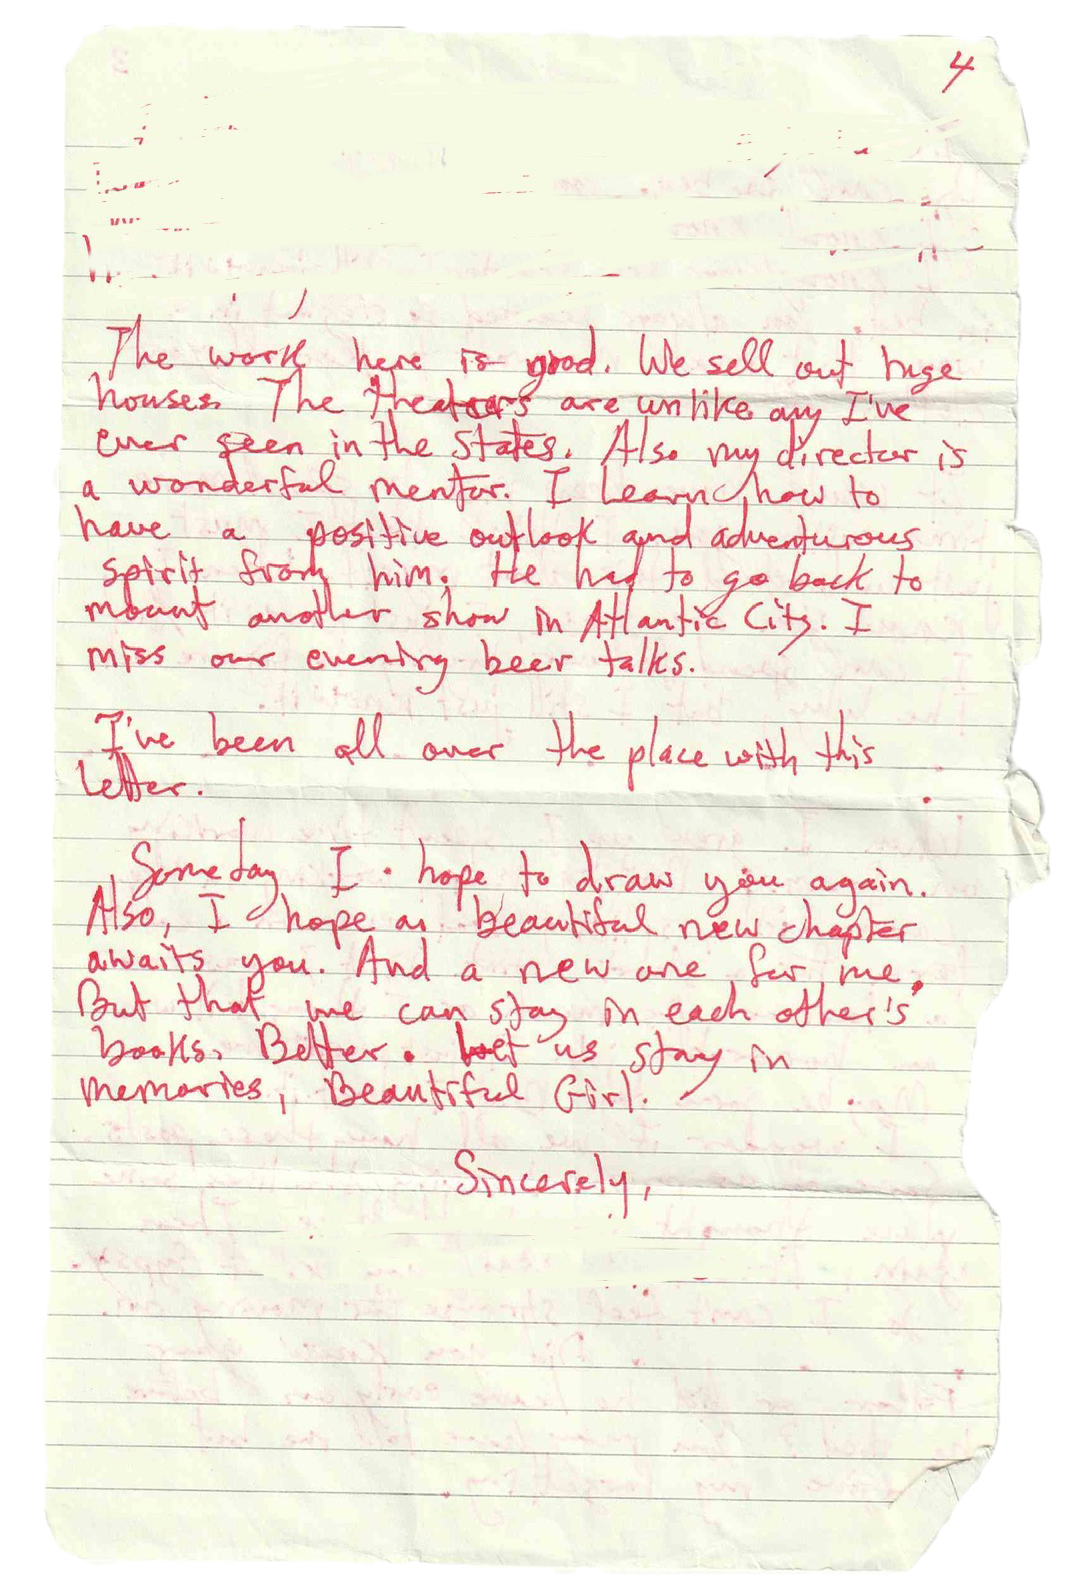 4
The work here is good. We sell out huge
houses. The theaters are unlike any I've
ever seen in the States. Also my director is
a wonderful mentor. I learn how to
have a positive outlook and adventurous
spirit from him. He had to go back to
mount another show in Atlantic City. I
miss our evening beer talks.
I've been all over the place with this
letter.
Someday I hope to draw you again.
Also, I hope a beautiful new chapter
awaits you. And a new one for me.
But that we can stay in each other's
books. Better. Let us stay in
memories, Beautiful Girl.
Sincerely,